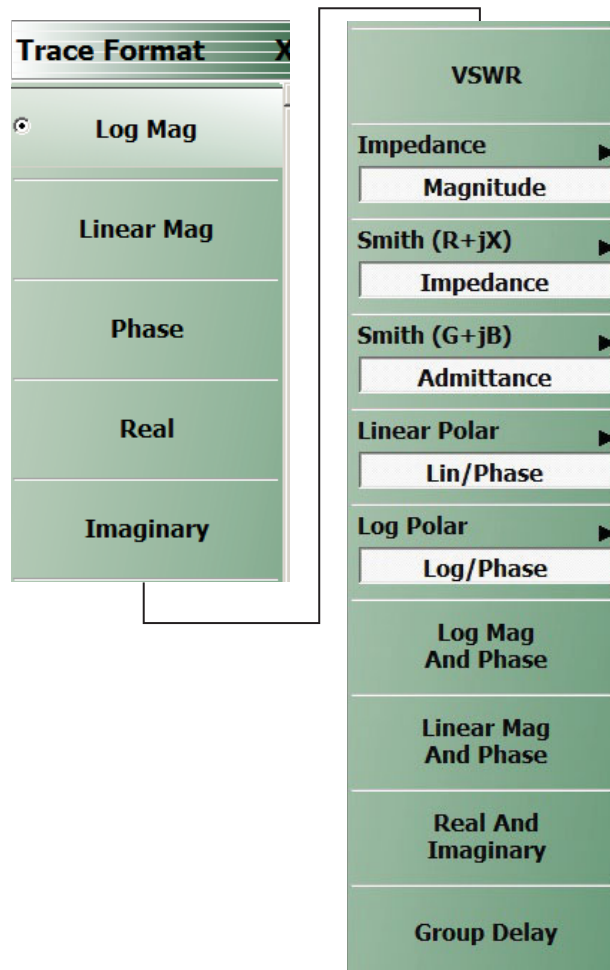 Trace Format X
Log Mag
Linear Mag
Phase
Real
Imaginary
VSWR
Impedance
Magnitude
Smith (R+jX)
Impedance
Smith (G+jB)
Admittance
Linear Polar
Lin/Phase
Log Polar
Log/Phase
Log Mag
And Phase
Linear Mag
And Phase
Real And
Imaginary
Group Delay